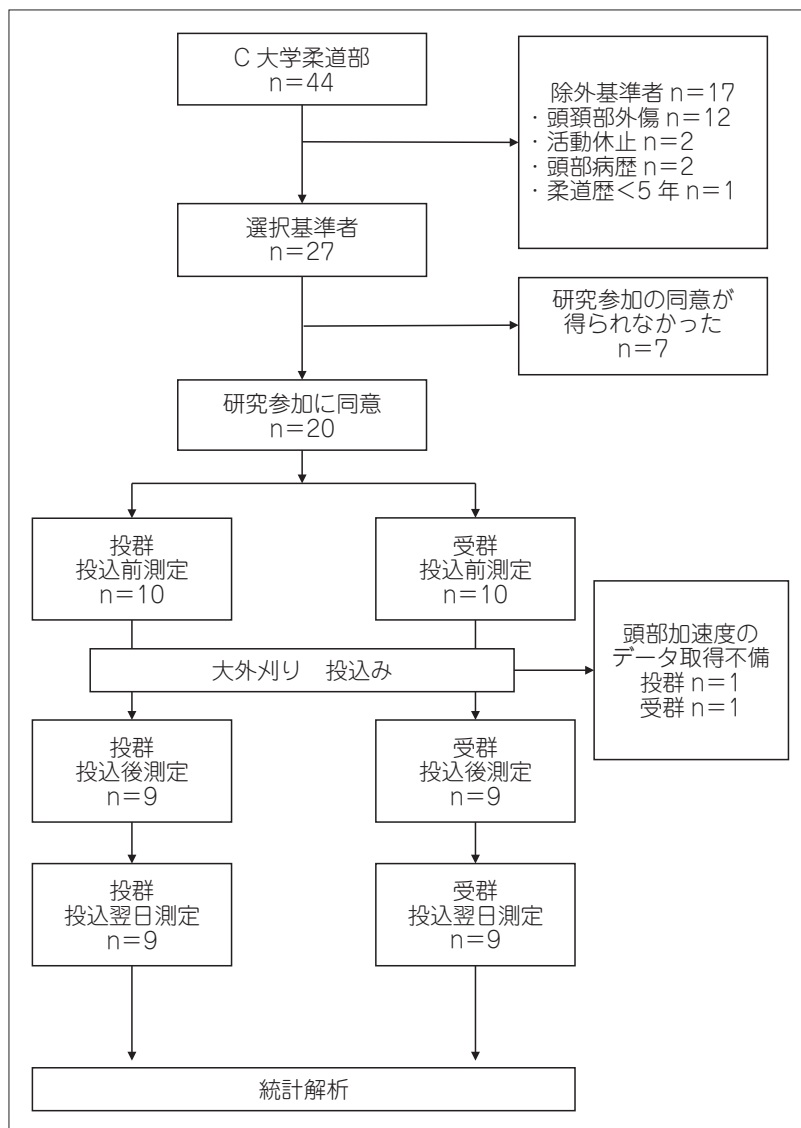 C 大学柔道部
n＝44
除外基準者 n＝17
・頭頚部外傷 n＝12
・活動休止 n＝2
・頭部病歴 n＝2
・柔道歴＜5 年 n＝1
選択基準者
n＝27
研究参加の同意が
得られなかった
n＝7
研究参加に同意
n＝20
投群
投込前測定
n＝10
受群
投込前測定
n＝10
大外刈り　投込み
頭部加速度の
データ取得不備
投群 n＝1
受群 n＝1
投群
投込後測定
n＝9
受群
投込後測定
n＝9
投群
投込翌日測定
n＝9
受群
投込翌日測定
n＝9
統計解析